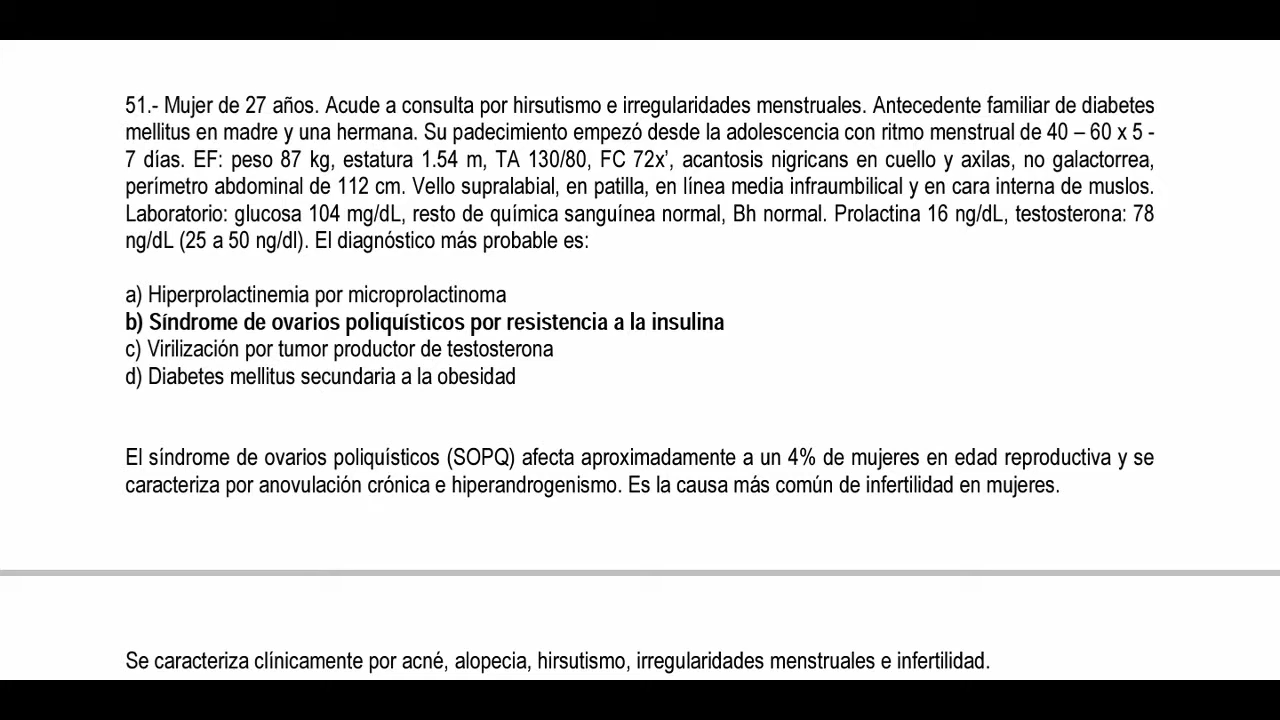 51.- Mujer de 27 años. Acude a consulta por hirsutismo e irregularidades menstruales. Antecedente familiar de diabetes
mellitus en madre y una hermana. Su padecimiento empezó desde la adolescencia con ritmo menstrual de 40 – 60 x 5 -
7 días. EF: peso 87 kg, estatura 1.54 m, TA 130/80, FC 72x’, acantosis nigricans en cuello y axilas, no galactorrea,
perímetro abdominal de 112 cm. Vello supralabial, en patilla, en línea media infraumbilical y en cara interna de muslos.
Laboratorio: glucosa 104 mg/dL, resto de química sanguínea normal, Bh normal. Prolactina 16 ng/dL, testosterona: 78
ng/dL (25 a 50 ng/dl). El diagnóstico más probable es:
a) Hiperprolactinemia por microprolactinoma
b) Síndrome de ovarios poliquísticos por resistencia a la insulina
c) Virilización por tumor productor de testosterona
d) Diabetes mellitus secundaria a la obesidad
El síndrome de ovarios poliquísticos (SOPQ) afecta aproximadamente a un 4% de mujeres en edad reproductiva y se
caracteriza por anovulación crónica e hiperandrogenismo. Es la causa más común de infertilidad en mujeres.
Se caracteriza clínicamente por acné, alopecia, hirsutismo, irregularidades menstruales e infertilidad.